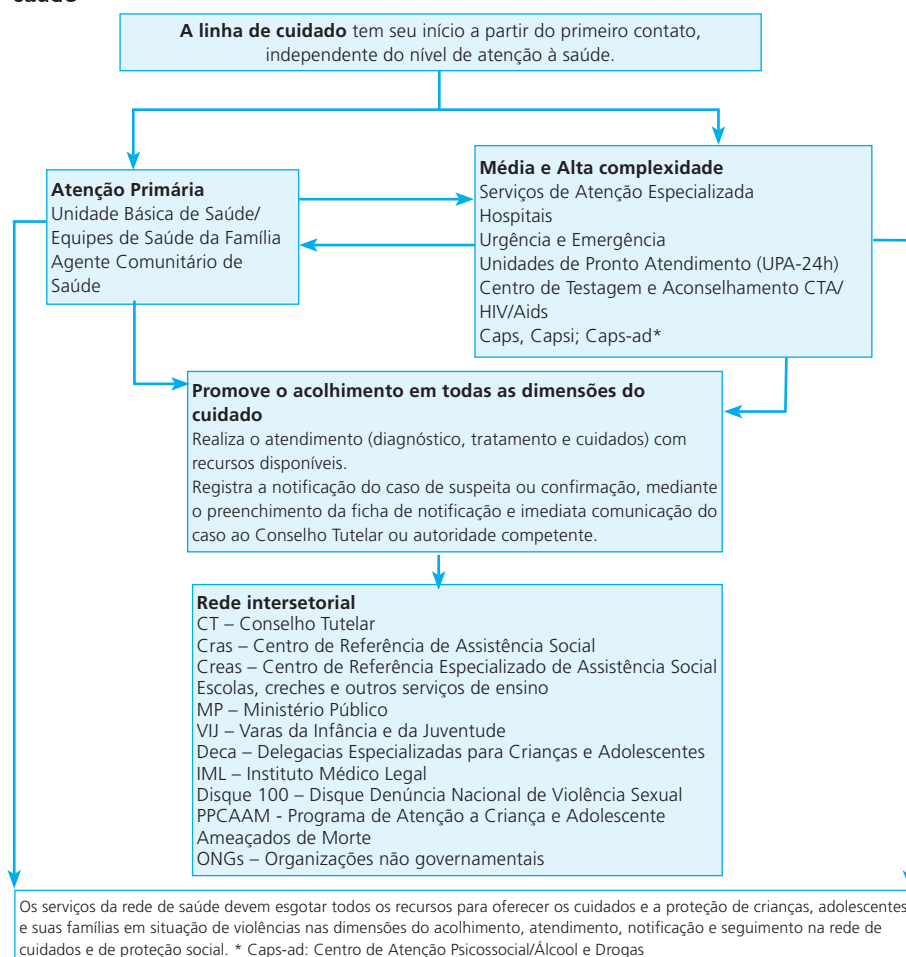 saúde
A linha de cuidado tem seu início a partir do primeiro contato,
independente do nível de atenção à saúde.
Atenção Primária
Unidade Básica de Saúde/
Equipes de Saúde da Família
Agente Comunitário de
Saúde
Média e Alta complexidade
Serviços de Atenção Especializada
Hospitais
Urgência e Emergência
Unidades de Pronto Atendimento (UPA-24h)
Centro de Testagem e Aconselhamento CTA/
HIV/Aids
Caps, Capsi; Caps-ad*
Promove o acolhimento em todas as dimensões do
cuidado
Realiza o atendimento (diagnóstico, tratamento e cuidados) com
recursos disponíveis.
Registra a notificação do caso de suspeita ou confirmação, mediante
o preenchimento da ficha de notificação e imediata comunicação do
caso ao Conselho Tutelar ou autoridade competente.
Rede intersetorial
CT – Conselho Tutelar
Cras – Centro de Referência de Assistência Social
Creas – Centro de Referência Especializado de Assistência Social
Escolas, creches e outros serviços de ensino
MP – Ministério Público
VIJ – Varas da Infância e da Juventude
Deca – Delegacias Especializadas para Crianças e Adolescentes
IML – Instituto Médico Legal
Disque 100 – Disque Denúncia Nacional de Violência Sexual
PPCAAM - Programa de Atenção a Criança e Adolescente
Ameaçados de Morte
ONGs – Organizações não governamentais
Os serviços da rede de saúde devem esgotar todos os recursos para oferecer os cuidados e a proteção de crianças, adolescentes
e suas famílias em situação de violências nas dimensões do acolhimento, atendimento, notificação e seguimento na rede de
cuidados e de proteção social. * Caps-ad: Centro de Atenção Psicossocial/Álcool e Drogas